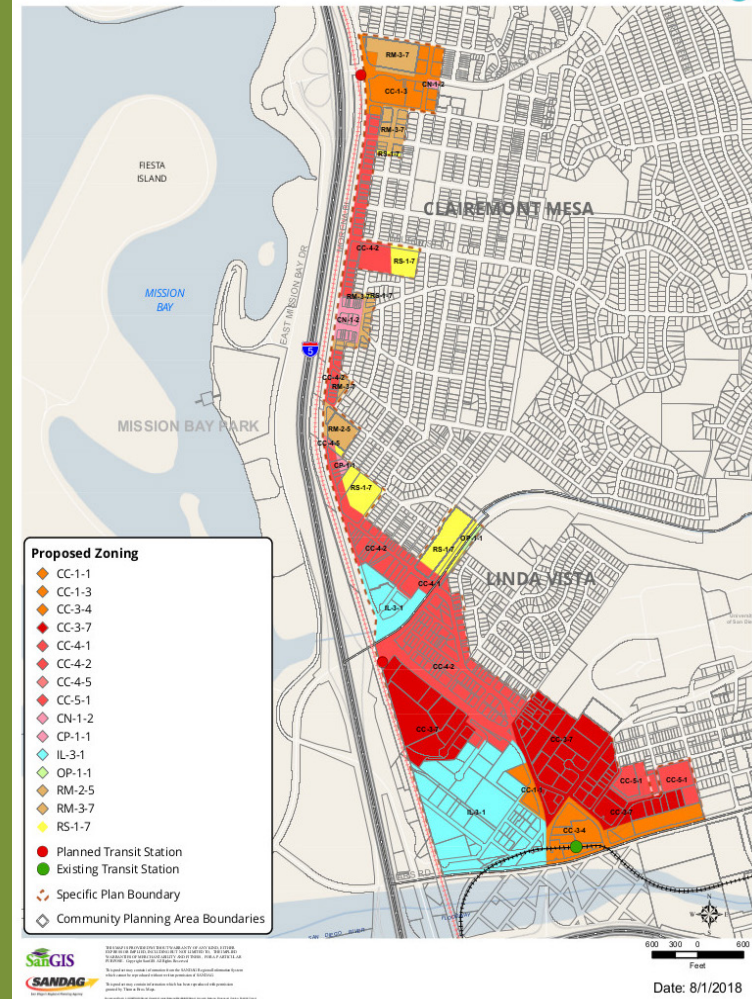 RM-3-7
CN-1-2
CC-1-3
RM-3-7
RS-1-7
FIESTA
ISLAND
CLAIREMONT MESA
CC-4-2
RS-1-7
MISSION
BAY
EAST MISSION BAY DR
RM-3-7
RS-1-7
CN-1-2
5
CC-4-2
RM-3-7
MISSION BAY PARK
RM-2-5
CC-4-5
CP-1-1
RS-1-7
OP-1-1
CC-4-2
RS-1-7
LINDA VISTA
CC-4-1
IL-3-1
CC-4-2
CC-3-7
CC-3-7
CC-5-1
CC-5-1
CC-1-1
IL-3-1
CC-3-7
CC-3-4
Proposed Zoning
CC-1-1
CC-1-3
CC-3-4
CC-3-7
CC-4-1
CC-4-2
CC-4-5
CC-5-1
CN-1-2
CP-1-1
IL-3-1
OP-1-1
RM-2-5
RM-3-7
RS-1-7
Planned Transit Station
Existing Transit Station
Specific Plan Boundary
Community Planning Area Boundaries
N
W
600 300 0 600
Feet
SanGIS
SANDAG
Date: 8/1/2018